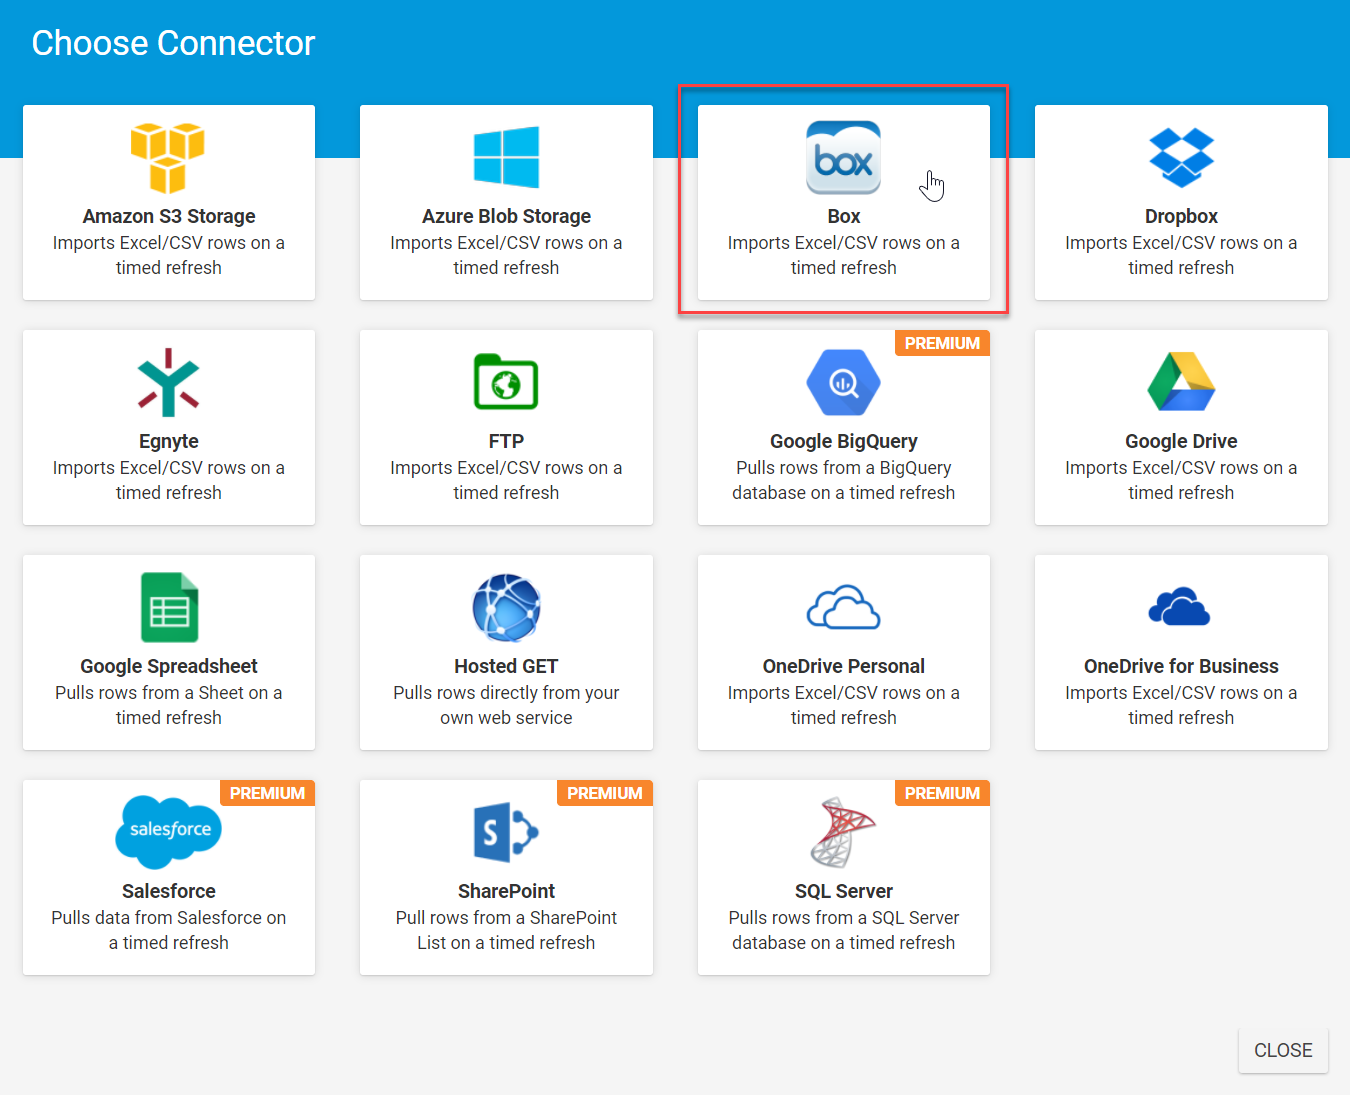 Choose Connector
Amazon S3 Storage
Imports Excel/CSV rows on a
timed refresh
Azure Blob Storage
Imports Excel/CSV rows on a
timed refresh
box
Box
Imports Excel/CSV rows on a
timed refresh
Dropbox
Imports Excel/CSV rows on a
timed refresh
Egnyte
Imports Excel/CSV rows on a
timed refresh
FTP
Imports Excel/CSV rows on a
timed refresh
PREMIUM
Google BigQuery
Pulls rows from a BigQuery
database on a timed refresh
Google Drive
Imports Excel/CSV rows on a
timed refresh
Google Spreadsheet
Pulls rows from a Sheet on a
timed refresh
Hosted GET
Pulls rows directly from your
own web service
OneDrive Personal
Imports Excel/CSV rows on a
timed refresh
OneDrive for Business
Imports Excel/CSV rows on a
timed refresh
PREMIUM
salesforce
Salesforce
Pulls data from Salesforce on
a timed refresh
PREMIUM
S
SharePoint
Pull rows from a SharePoint
List on a timed refresh
PREMIUM
SQL Server
Pulls rows from a SQL Server
database on a timed refresh
CLOSE